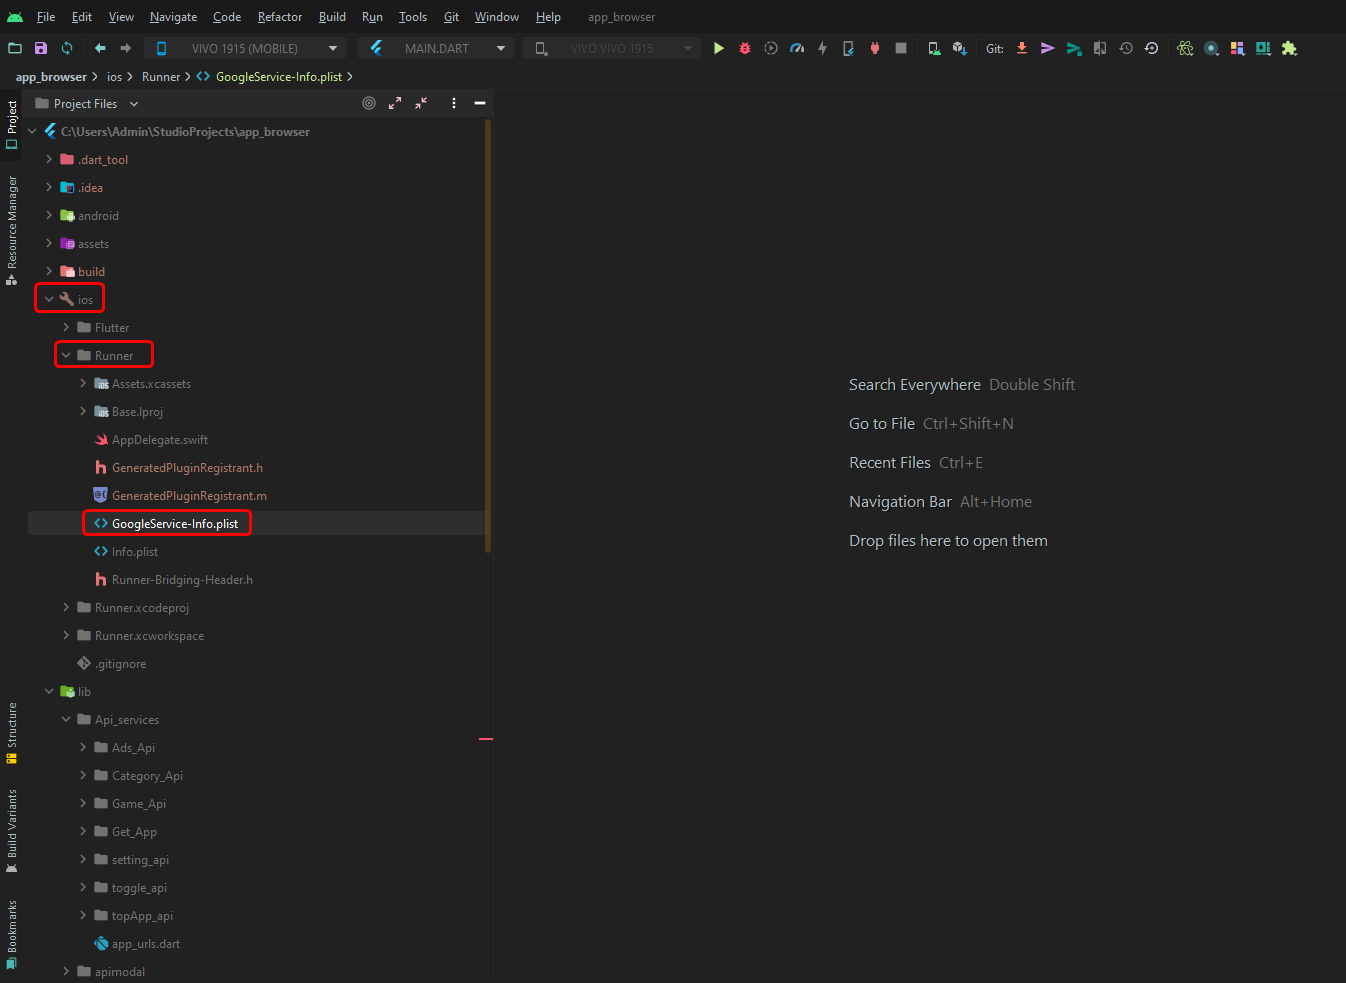 File Edit View Navigate Code Refactor Build Run Tools Git Window Help app_browser
VIVO 1915 (MOBILE) MAIN.DART VIVO VIVO 1915 Git:
app_browser ios Runner GoogleService-Info.plist
Project Files
Project
Resource Manager
Structure
Build Variants
Bookmarks
C:\Users\Admin\StudioProjects\app_browser
.dart_tool
.idea
android
assets
build
ios
Flutter
Runner
Assets.xcassets
Base.lproj
AppDelegate.swift
GeneratedPluginRegistrant.h
GeneratedPluginRegistrant.m
GoogleService-Info.plist
Info.plist
Runner-Bridging-Header.h
Runner.xcodeproj
Runner.xcworkspace
.gitignore
lib
Api_services
Ads_Api
Category_Api
Game_Api
Get_App
setting_api
toggle_api
topApp_api
app_urls.dart
apimodal
Search Everywhere Double Shift
Go to File Ctrl+Shift+N
Recent Files Ctrl+E
Navigation Bar Alt+Home
Drop files here to open them